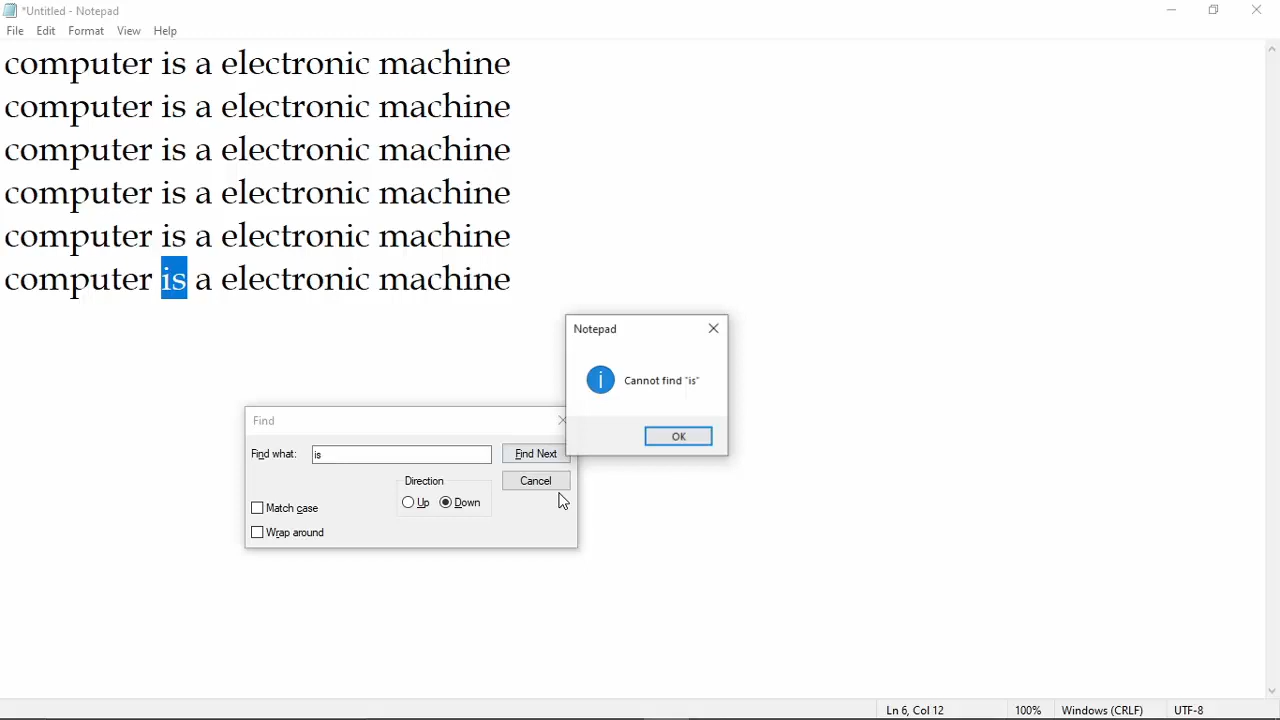 *Untitled - Notepad
File Edit Format View Help
computer is a electronic machine
computer is a electronic machine
computer is a electronic machine
computer is a electronic machine
computer is a electronic machine
computer is a electronic machine
Notepad
Cannot find "is"
OK
Find
Find what: is Find Next
Direction Cancel
Up Down
Match case
Wrap around
Ln 6, Col 12 100% Windows (CRLF) UTF-8